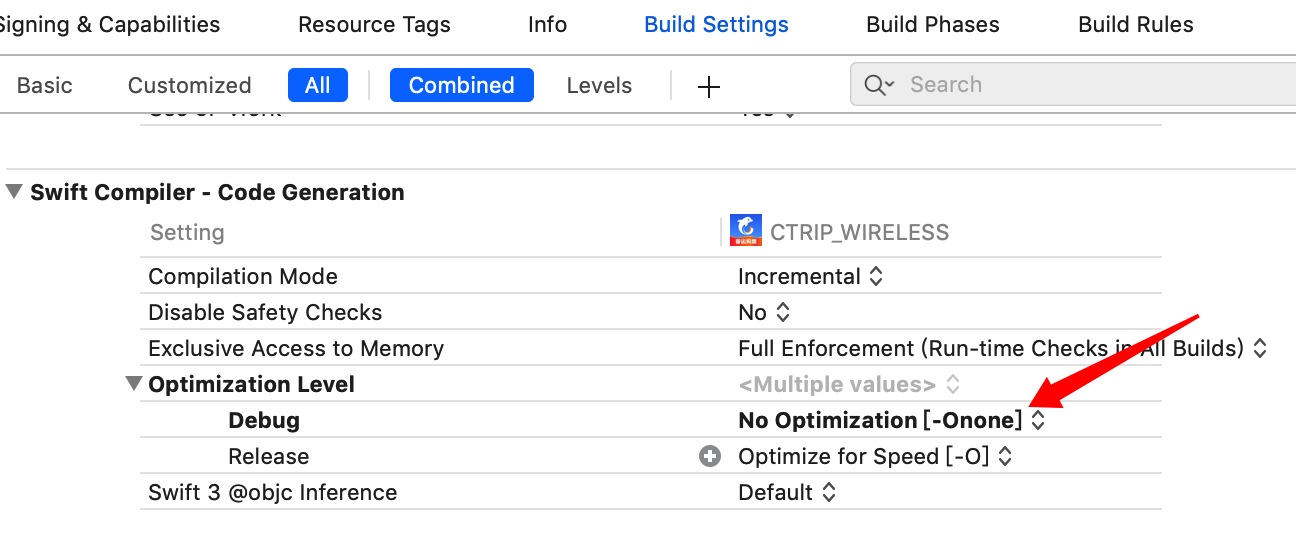 Signing & Capabilities Resource Tags Info Build Settings Build Phases Build Rules
Basic Customized All Combined Levels + Search
Swift Compiler - Code Generation
Setting CTRIP_WIRELESS
Compilation Mode Incremental
Disable Safety Checks No
Exclusive Access to Memory Full Enforcement (Run-time Checks in All Builds)
Optimization Level <Multiple values>
Debug No Optimization [-Onone]
Release Optimize for Speed [-O]
Swift 3 @objc Inference Default